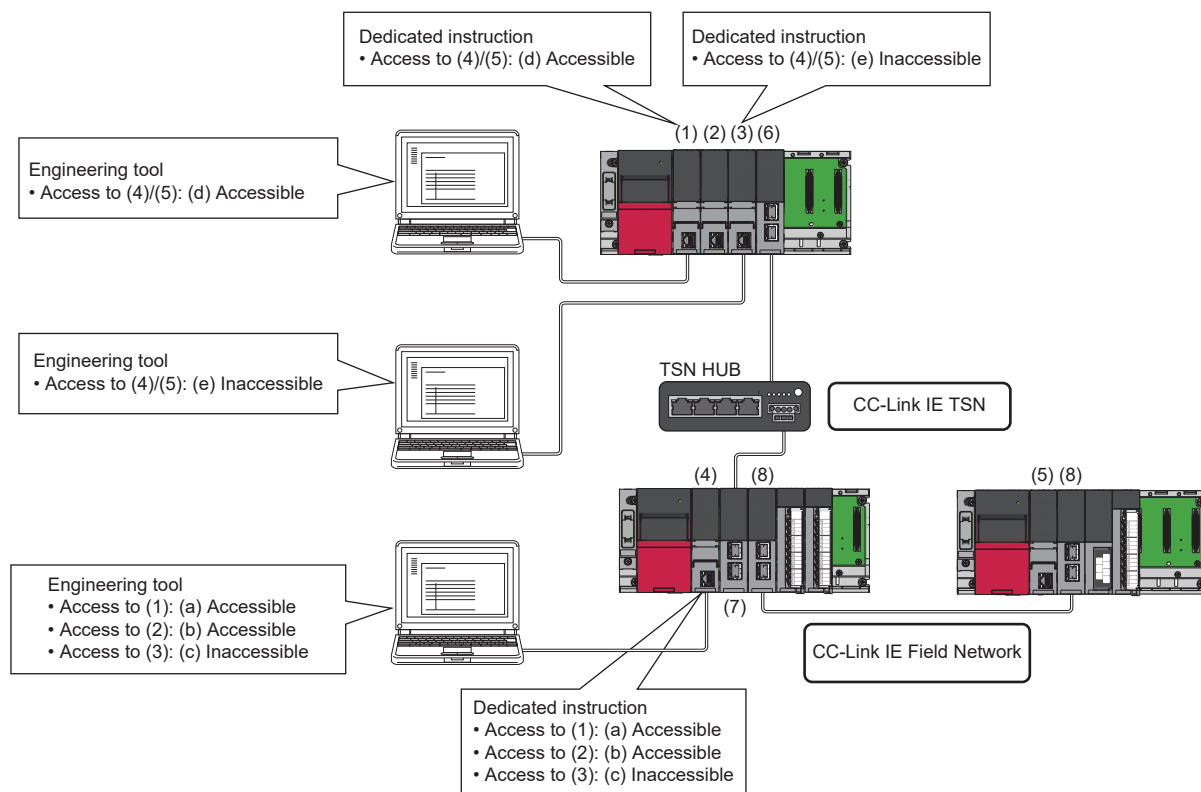 Dedicated instruction
• Access to (4)/(5): (d) Accessible
Dedicated instruction
• Access to (4)/(5): (e) Inaccessible
(1) (2) (3) (6)
Engineering tool
• Access to (4)/(5): (d) Accessible
Engineering tool
• Access to (4)/(5): (e) Inaccessible
TSN HUB
CC-Link IE TSN
(4) (8)
(5) (8)
Engineering tool
• Access to (1): (a) Accessible
• Access to (2): (b) Accessible
• Access to (3): (c) Inaccessible
(7)
CC-Link IE Field Network
Dedicated instruction
• Access to (1): (a) Accessible
• Access to (2): (b) Accessible
• Access to (3): (c) Inaccessible